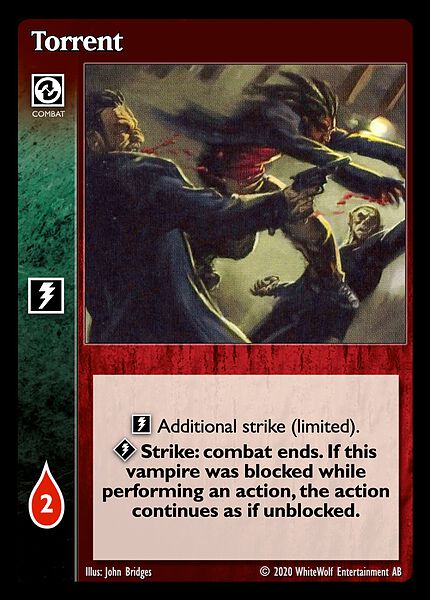 Torrent
COMBAT
Additional strike (limited).
Strike: combat ends. If this
vampire was blocked while
performing an action, the action
continues as if unblocked.
2
Illus: John Bridges
© 2020 WhiteWolf Entertainment AB